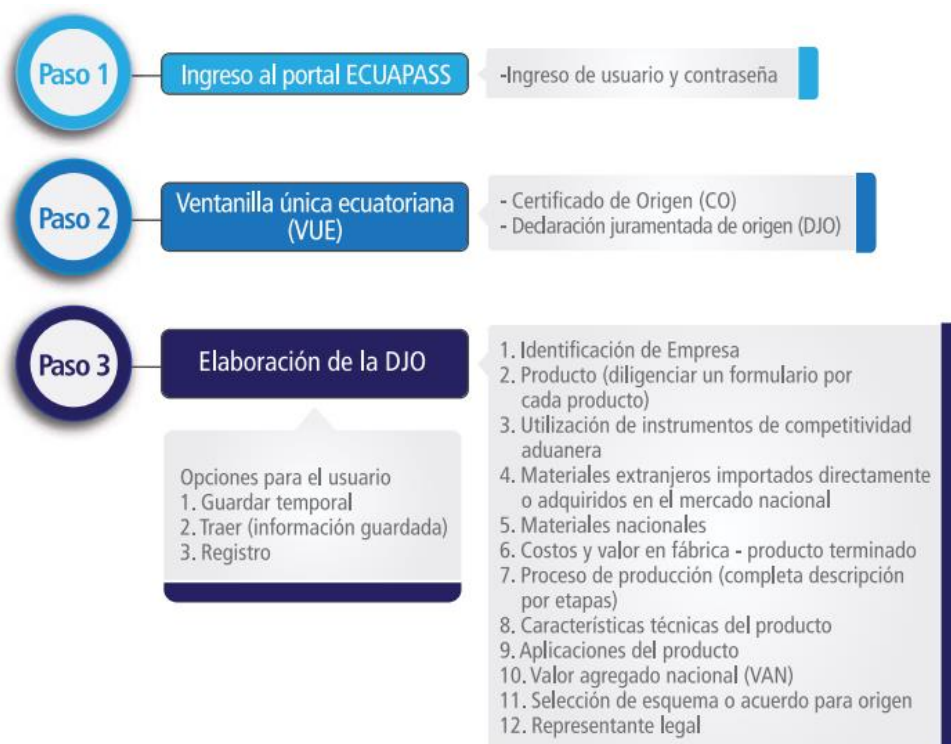 Paso 1
Ingreso al portal ECUAPASS
-Ingreso de usuario y contraseña
Paso 2
Ventanilla única ecuatoriana
(VUE)
- Certificado de Origen (CO)
- Declaración juramentada de origen (DJO)
Paso 3
Elaboración de la DJO
Opciones para el usuario
1. Guardar temporal
2. Traer (información guardada)
3. Registro
1. Identificación de Empresa
2. Producto (diligenciar un formulario por
cada producto)
3. Utilización de instrumentos de competitividad
aduanera
4. Materiales extranjeros importados directamente
o adquiridos en el mercado nacional
5. Materiales nacionales
6. Costos y valor en fábrica - producto terminado
7. Proceso de producción (completa descripción
por etapas)
8. Características técnicas del producto
9. Aplicaciones del producto
10. Valor agregado nacional (VAN)
11. Selección de esquema o acuerdo para origen
12. Representante legal